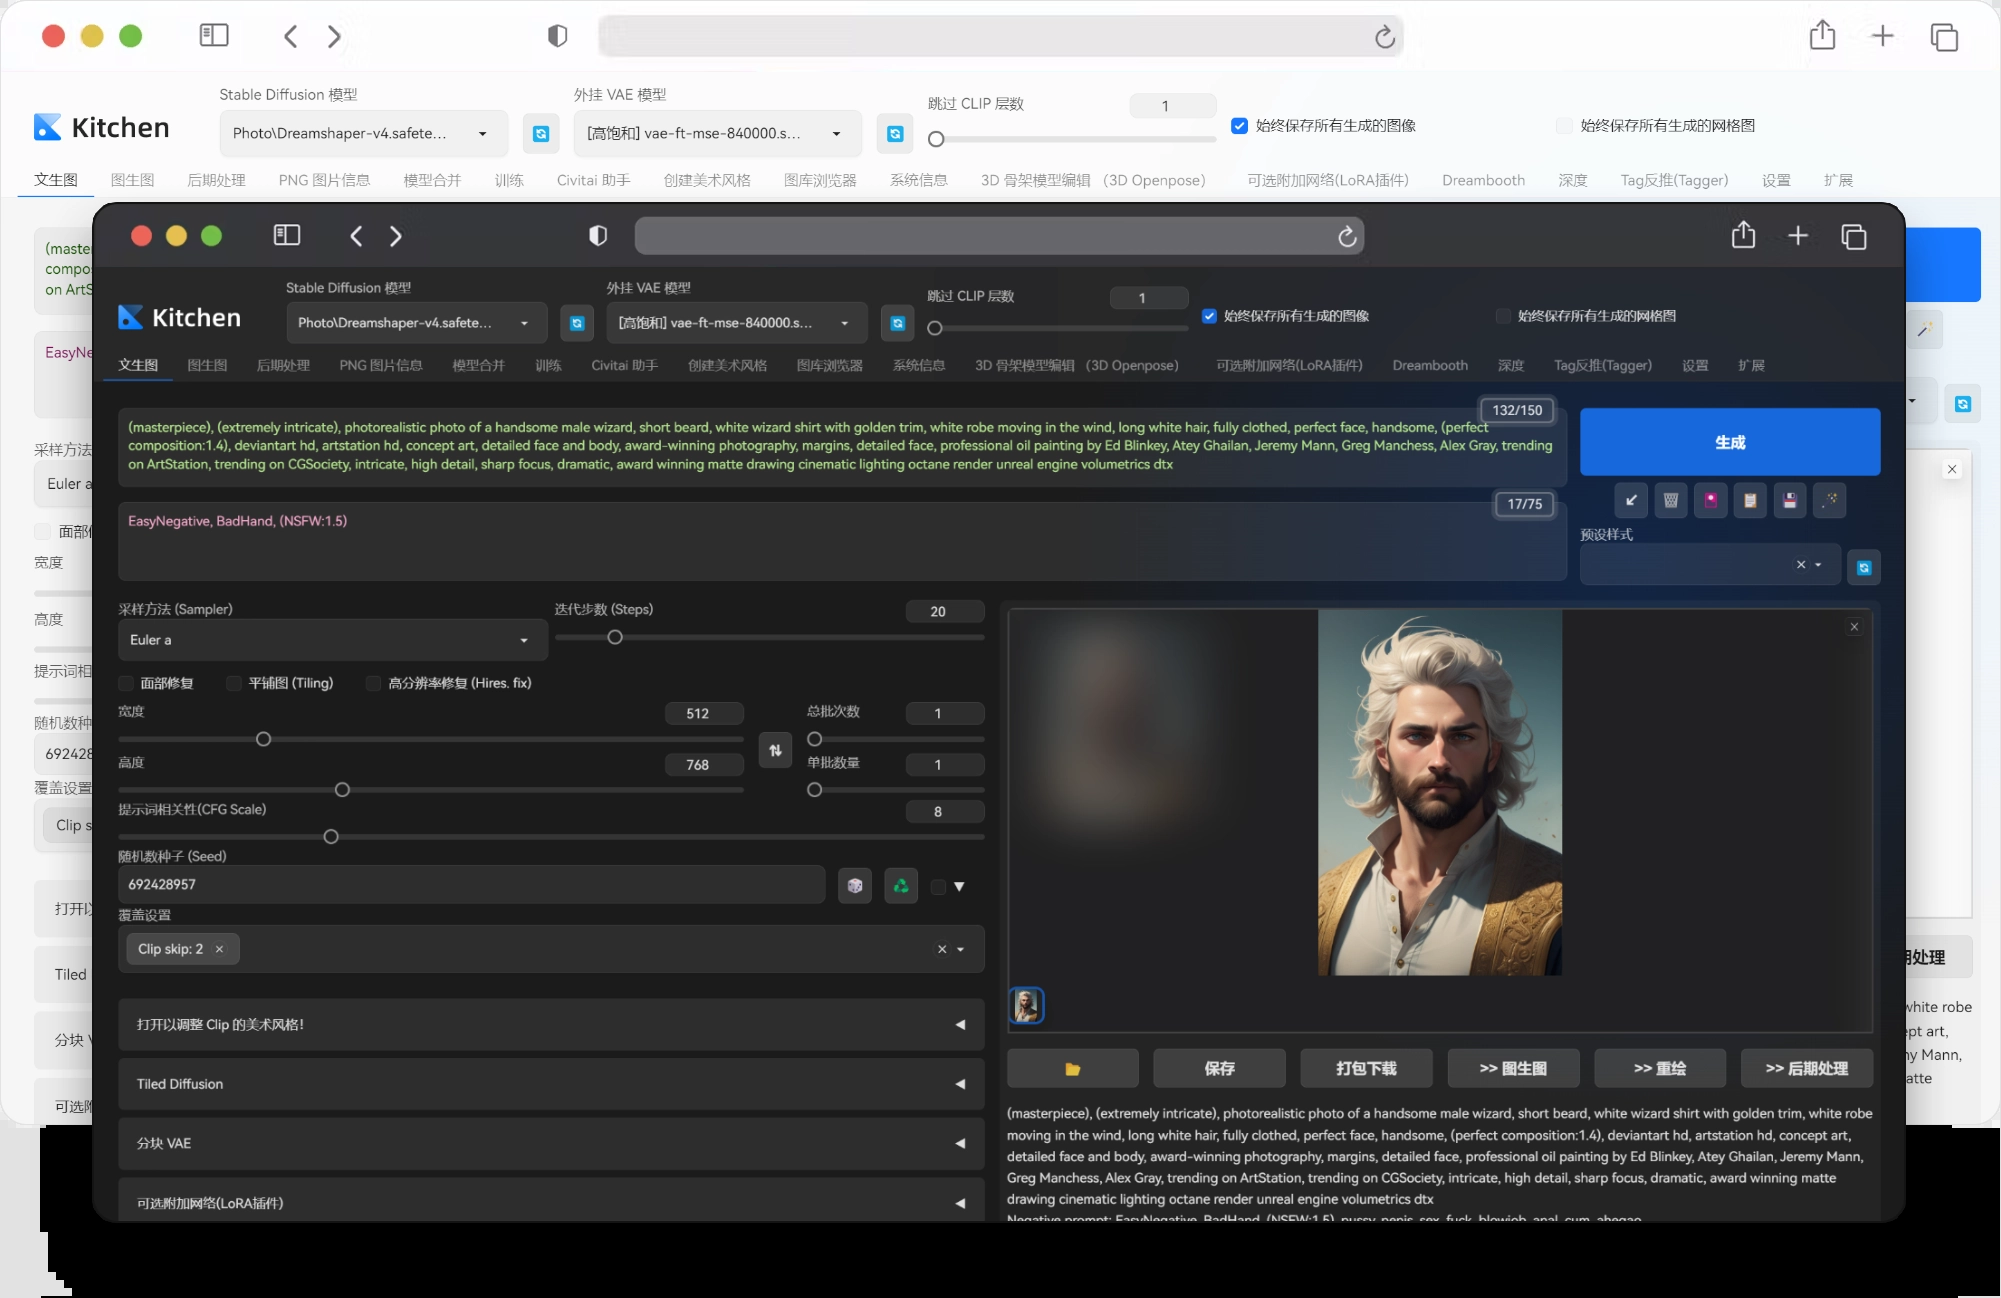 Stable Diffusion 模型
外挂 VAE 模型
跳过 CLIP 层数
1
Kitchen
Photo\Dreamshaper-v4.safete...
[高饱和] vae-ft-mse-840000.s...
始终保存所有生成的图像
始终保存所有生成的网格图
文生图 图生图 后期处理 PNG 图片信息 模型合并 训练 Civitai 助手 创建美术风格 图库浏览器 系统信息 3D 骨架模型编辑 (3D Openpose) 可选附加网络(LoRA插件) Dreambooth 深度 Tag反推(Tagger) 设置 扩展
(master
compos
on ArtS
EasyNe
采样方法
Euler a
宽度
高度
提示词相
随机数种
692428
覆盖设置
Clip s
打开以
Tiled
分块 V
可选附
期处理
white robe
ept art,
ny Mann,
atte
Stable Diffusion 模型
外挂 VAE 模型
跳过 CLIP 层数
1
Kitchen
Photo\Dreamshaper-v4.safete...
[高饱和] vae-ft-mse-840000.s...
始终保存所有生成的图像
始终保存所有生成的网格图
文生图 图生图 后期处理 PNG 图片信息 模型合并 训练 Civitai 助手 创建美术风格 图库浏览器 系统信息 3D 骨架模型编辑 (3D Openpose) 可选附加网络(LoRA插件) Dreambooth 深度 Tag反推(Tagger) 设置 扩展
132/150
(masterpiece), (extremely intricate), photorealistic photo of a handsome male wizard, short beard, white wizard shirt with golden trim, white robe moving in the wind, long white hair, fully clothed, perfect face, handsome, (perfect
composition:1.4), deviantart hd, artstation hd, concept art, detailed face and body, award-winning photography, margins, detailed face, professional oil painting by Ed Blinkey, Atey Ghailan, Jeremy Mann, Greg Manchess, Alex Gray, trending
on ArtStation, trending on CGSociety, intricate, high detail, sharp focus, dramatic, award winning matte drawing cinematic lighting octane render unreal engine volumetrics dtx
生成
17/75
EasyNegative, BadHand, (NSFW:1.5)
预设样式
采样方法 (Sampler)
Euler a
迭代步数 (Steps)
20
面部修复
平铺图 (Tiling)
高分辨率修复 (Hires. fix)
宽度
512
总批次数
1
高度
768
单批数量
1
提示词相关性(CFG Scale)
8
随机数种子 (Seed)
692428957
覆盖设置
Clip skip: 2
打开以调整 Clip 的美术风格!
Tiled Diffusion
分块 VAE
可选附加网络(LoRA插件)
保存
打包下载
>> 图生图
>> 重绘
>> 后期处理
(masterpiece), (extremely intricate), photorealistic photo of a handsome male wizard, short beard, white wizard shirt with golden trim, white robe
moving in the wind, long white hair, fully clothed, perfect face, handsome, (perfect composition:1.4), deviantart hd, artstation hd, concept art,
detailed face and body, award-winning photography, margins, detailed face, professional oil painting by Ed Blinkey, Atey Ghailan, Jeremy Mann,
Greg Manchess, Alex Gray, trending on ArtStation, trending on CGSociety, intricate, high detail, sharp focus, dramatic, award winning matte
drawing cinematic lighting octane render unreal engine volumetrics dtx
Negative prompt: EasyNegative, BadHand, (NSFW:1.5), pussy, penis, sex, fuck, blowjob, anal, cum, ahegao